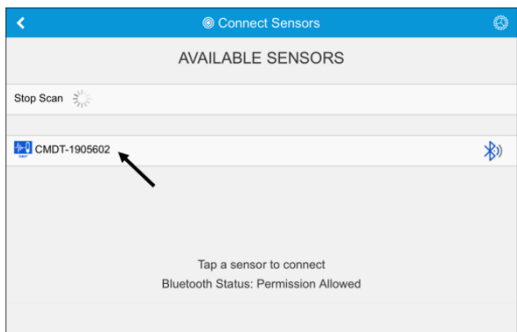 Connect Sensors
AVAILABLE SENSORS
Stop Scan
CMDT-1905602
Tap a sensor to connect
Bluetooth Status: Permission Allowed